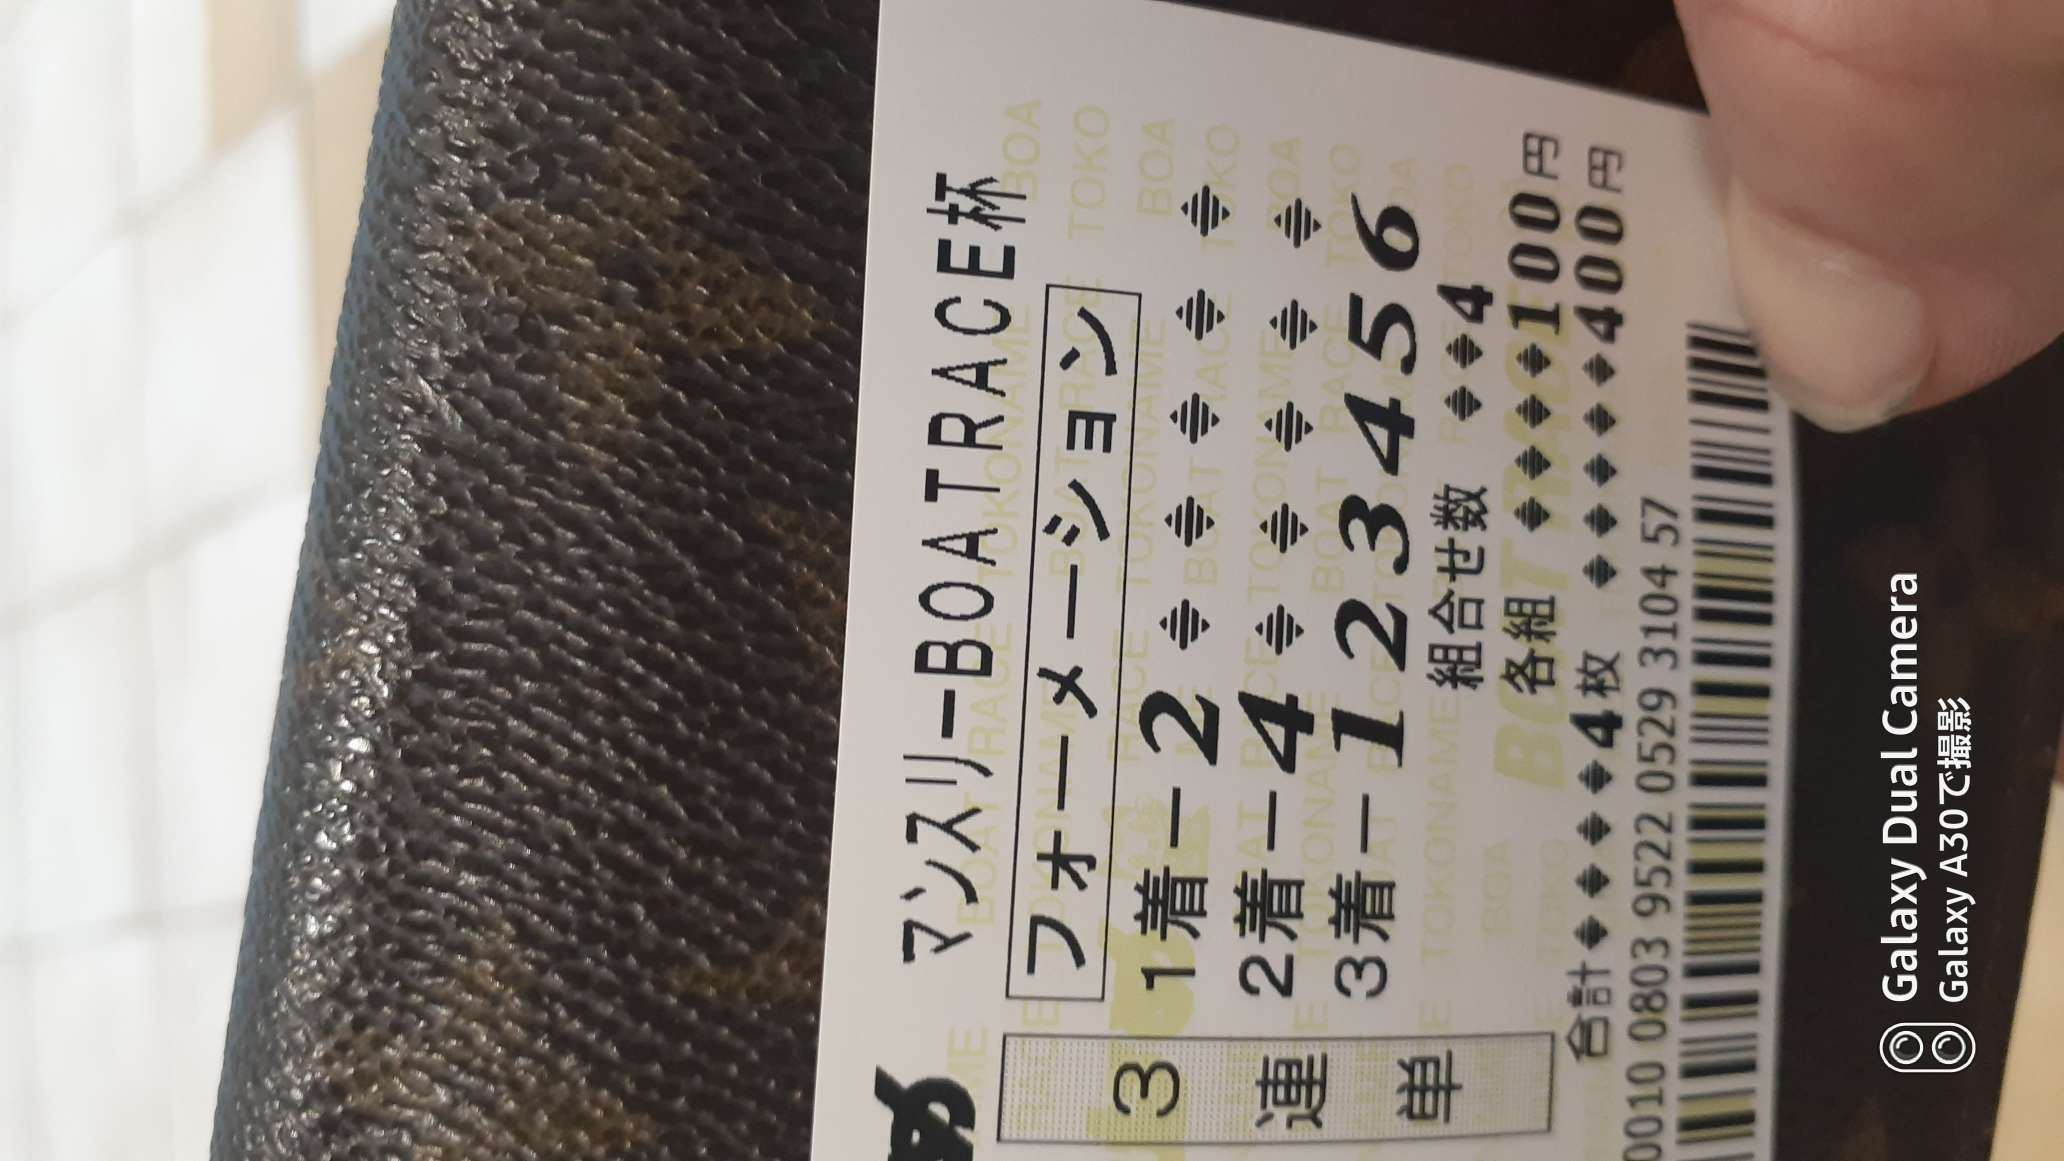 マンスリーBOATRACE杯
フォーメーション
3連単
1着ー2
2着ー4
3着ー123456
組合せ数 4
各組 100円
合計 4枚 400円
0010 0803 9522 0529 3104 57
BOAT RACE
Galaxy Dual Camera
Galaxy A30で撮影